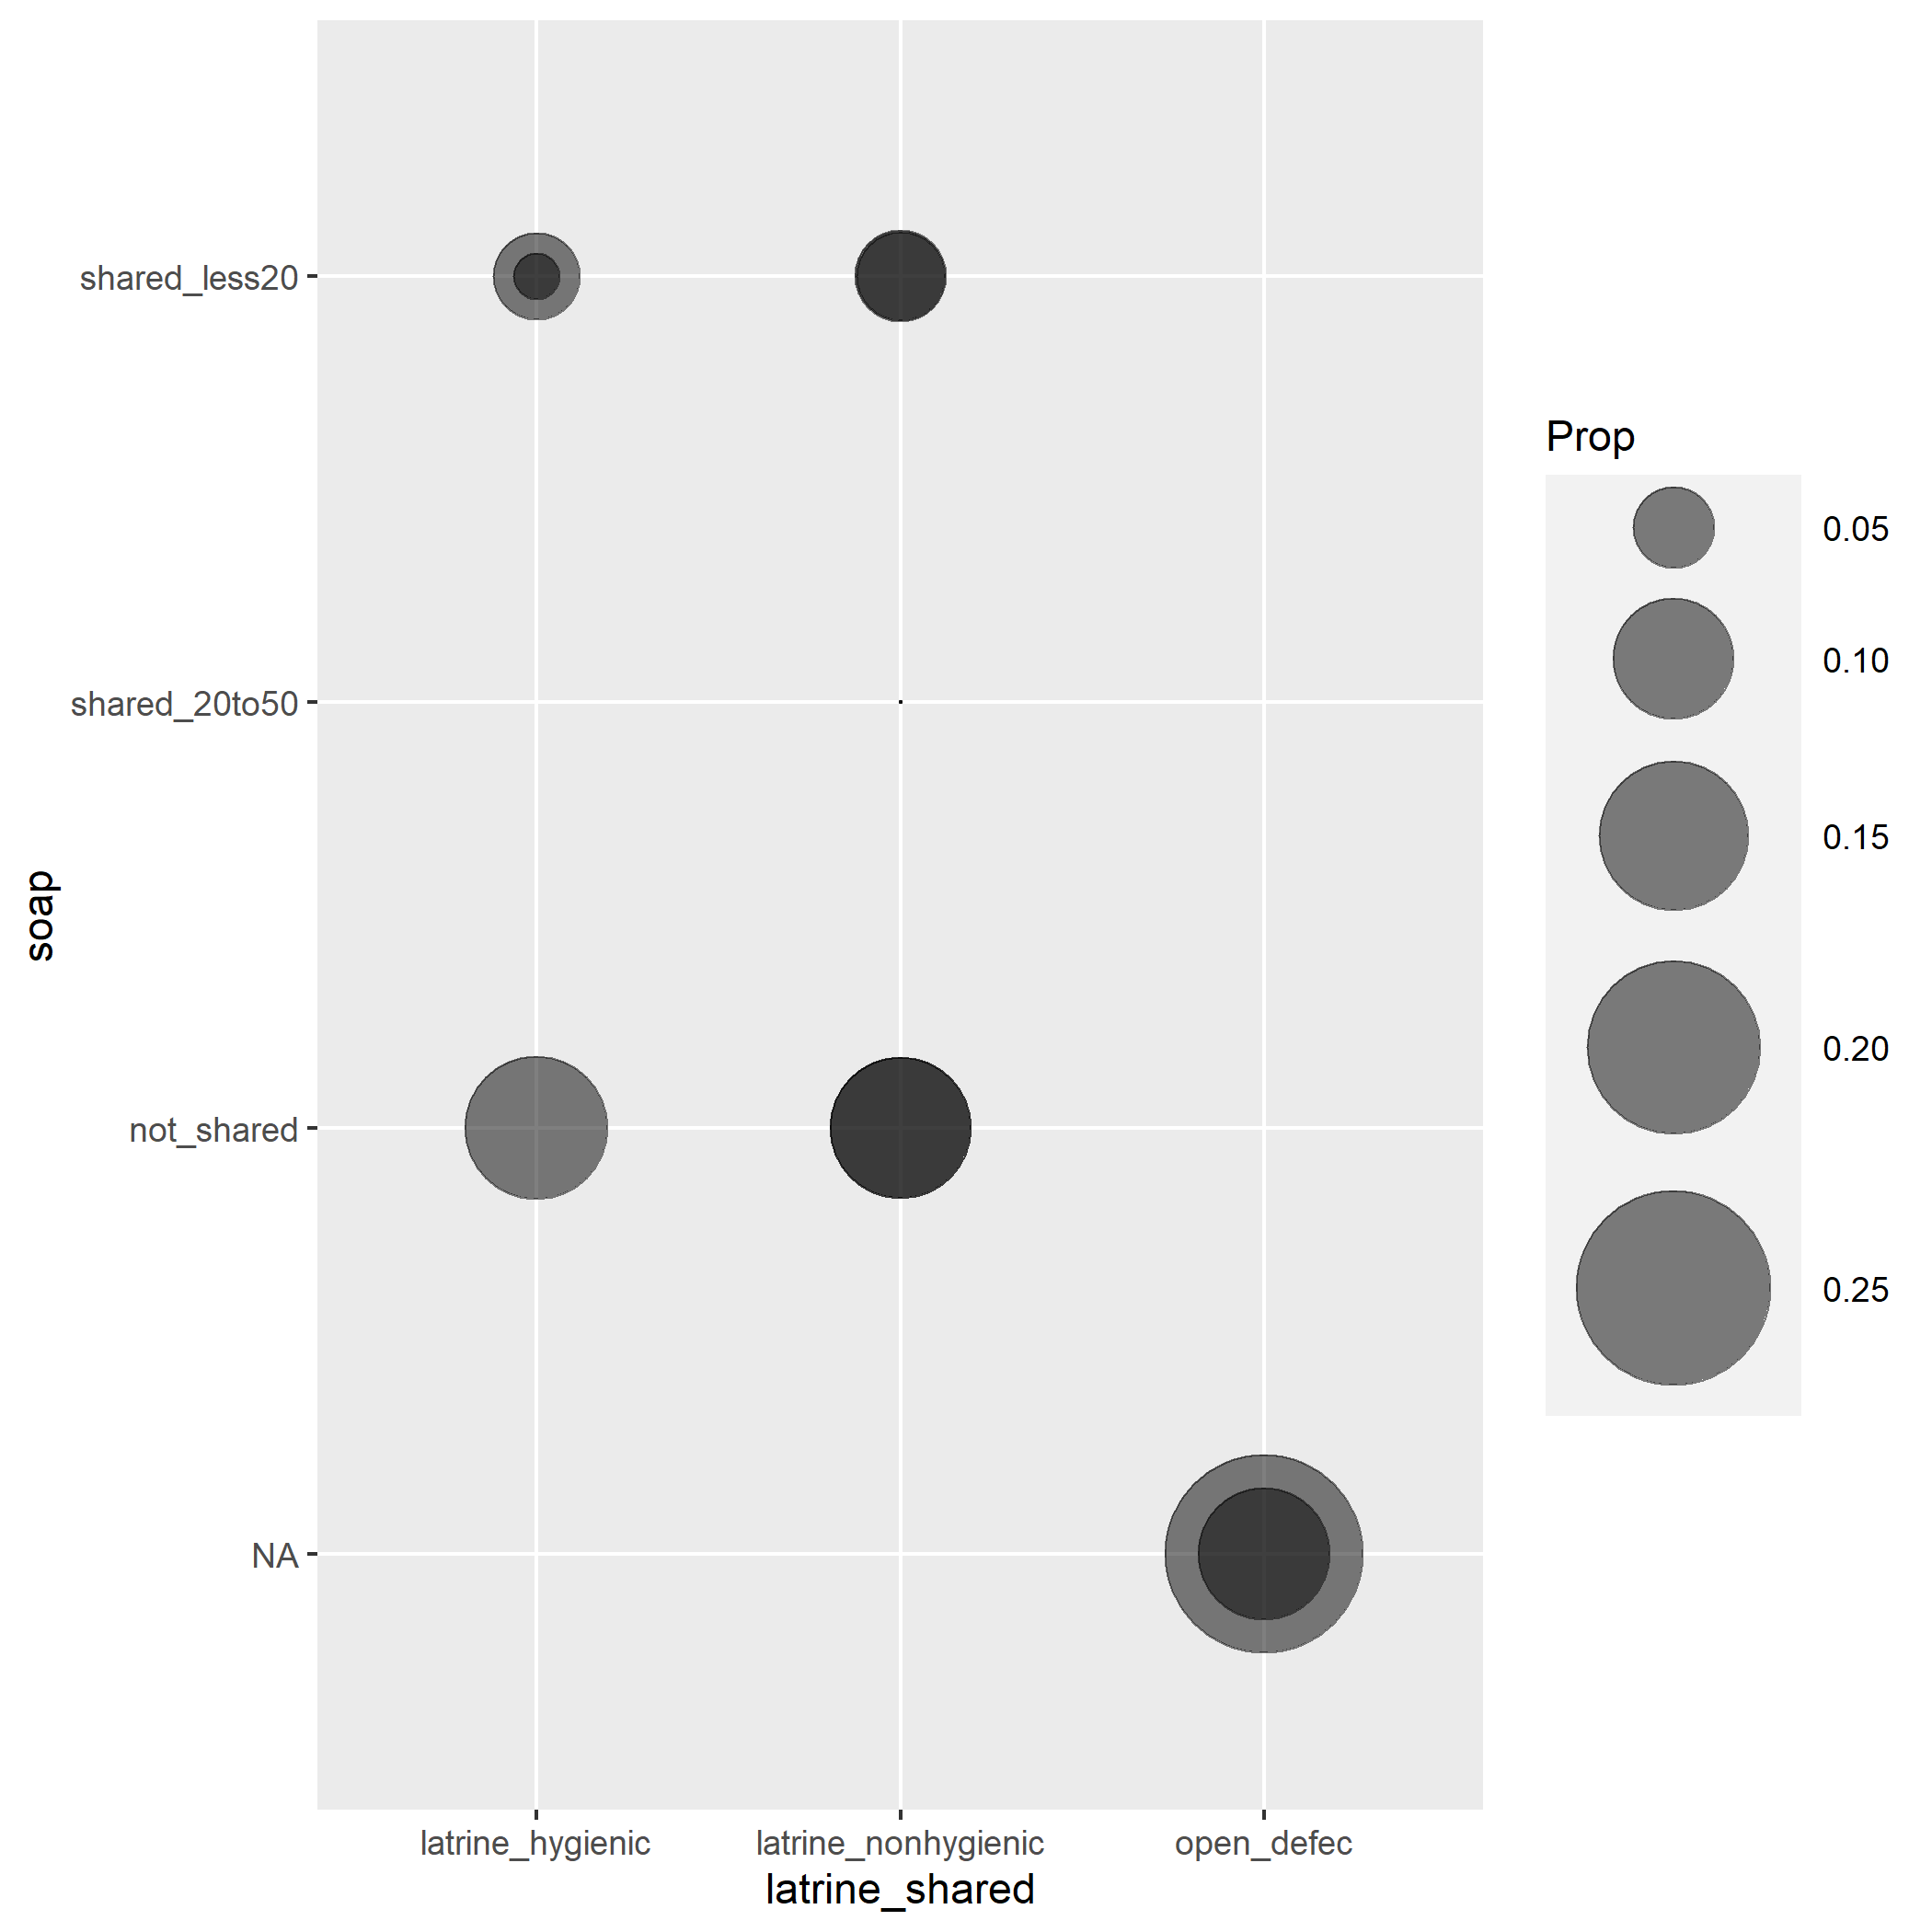 shared_less20
shared_20to50
not_shared
NA
soap
latrine_hygienic
latrine_nonhygienic
open_defec
latrine_shared
Prop
0.05
0.10
0.15
0.20
0.25